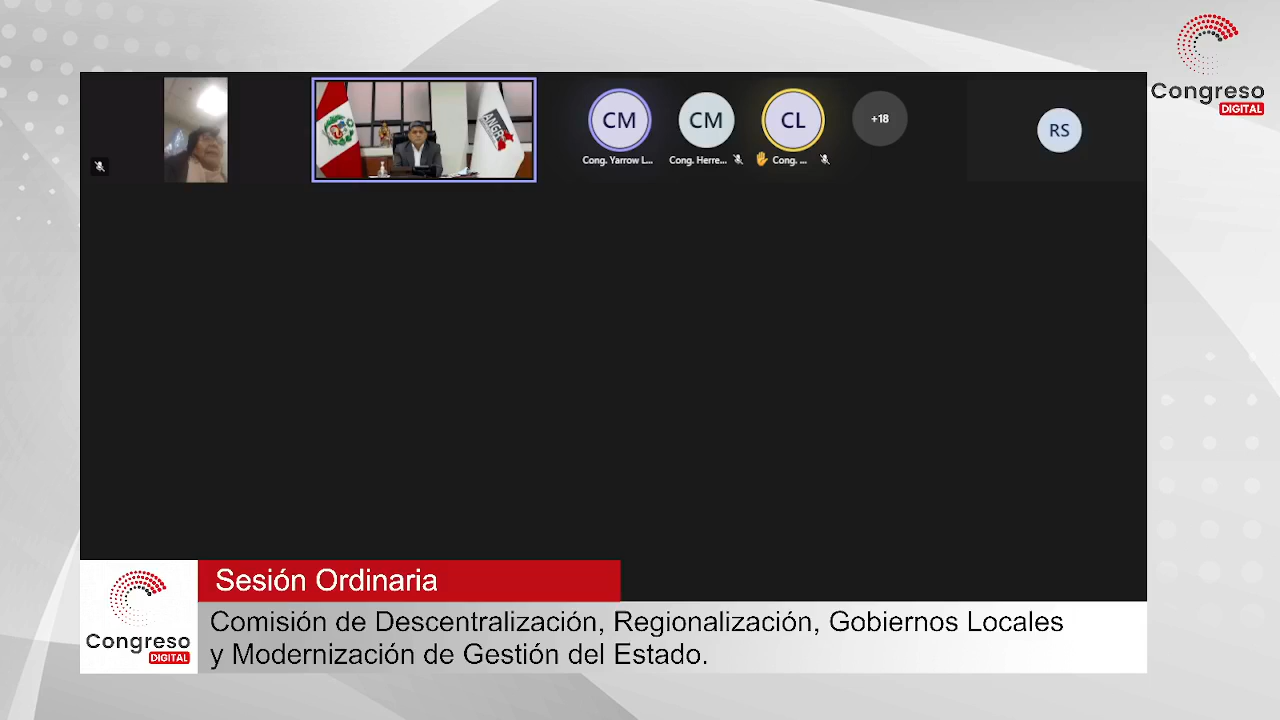 Congreso
DIGITAL
ANGR
CM
CM
CL
+18
RS
Cong. Yarrow L...
Cong. Herre...
Cong. ...
Sesión Ordinaria
Congreso
DIGITAL
Comisión de Descentralización, Regionalización, Gobiernos Locales
y Modernización de Gestión del Estado.